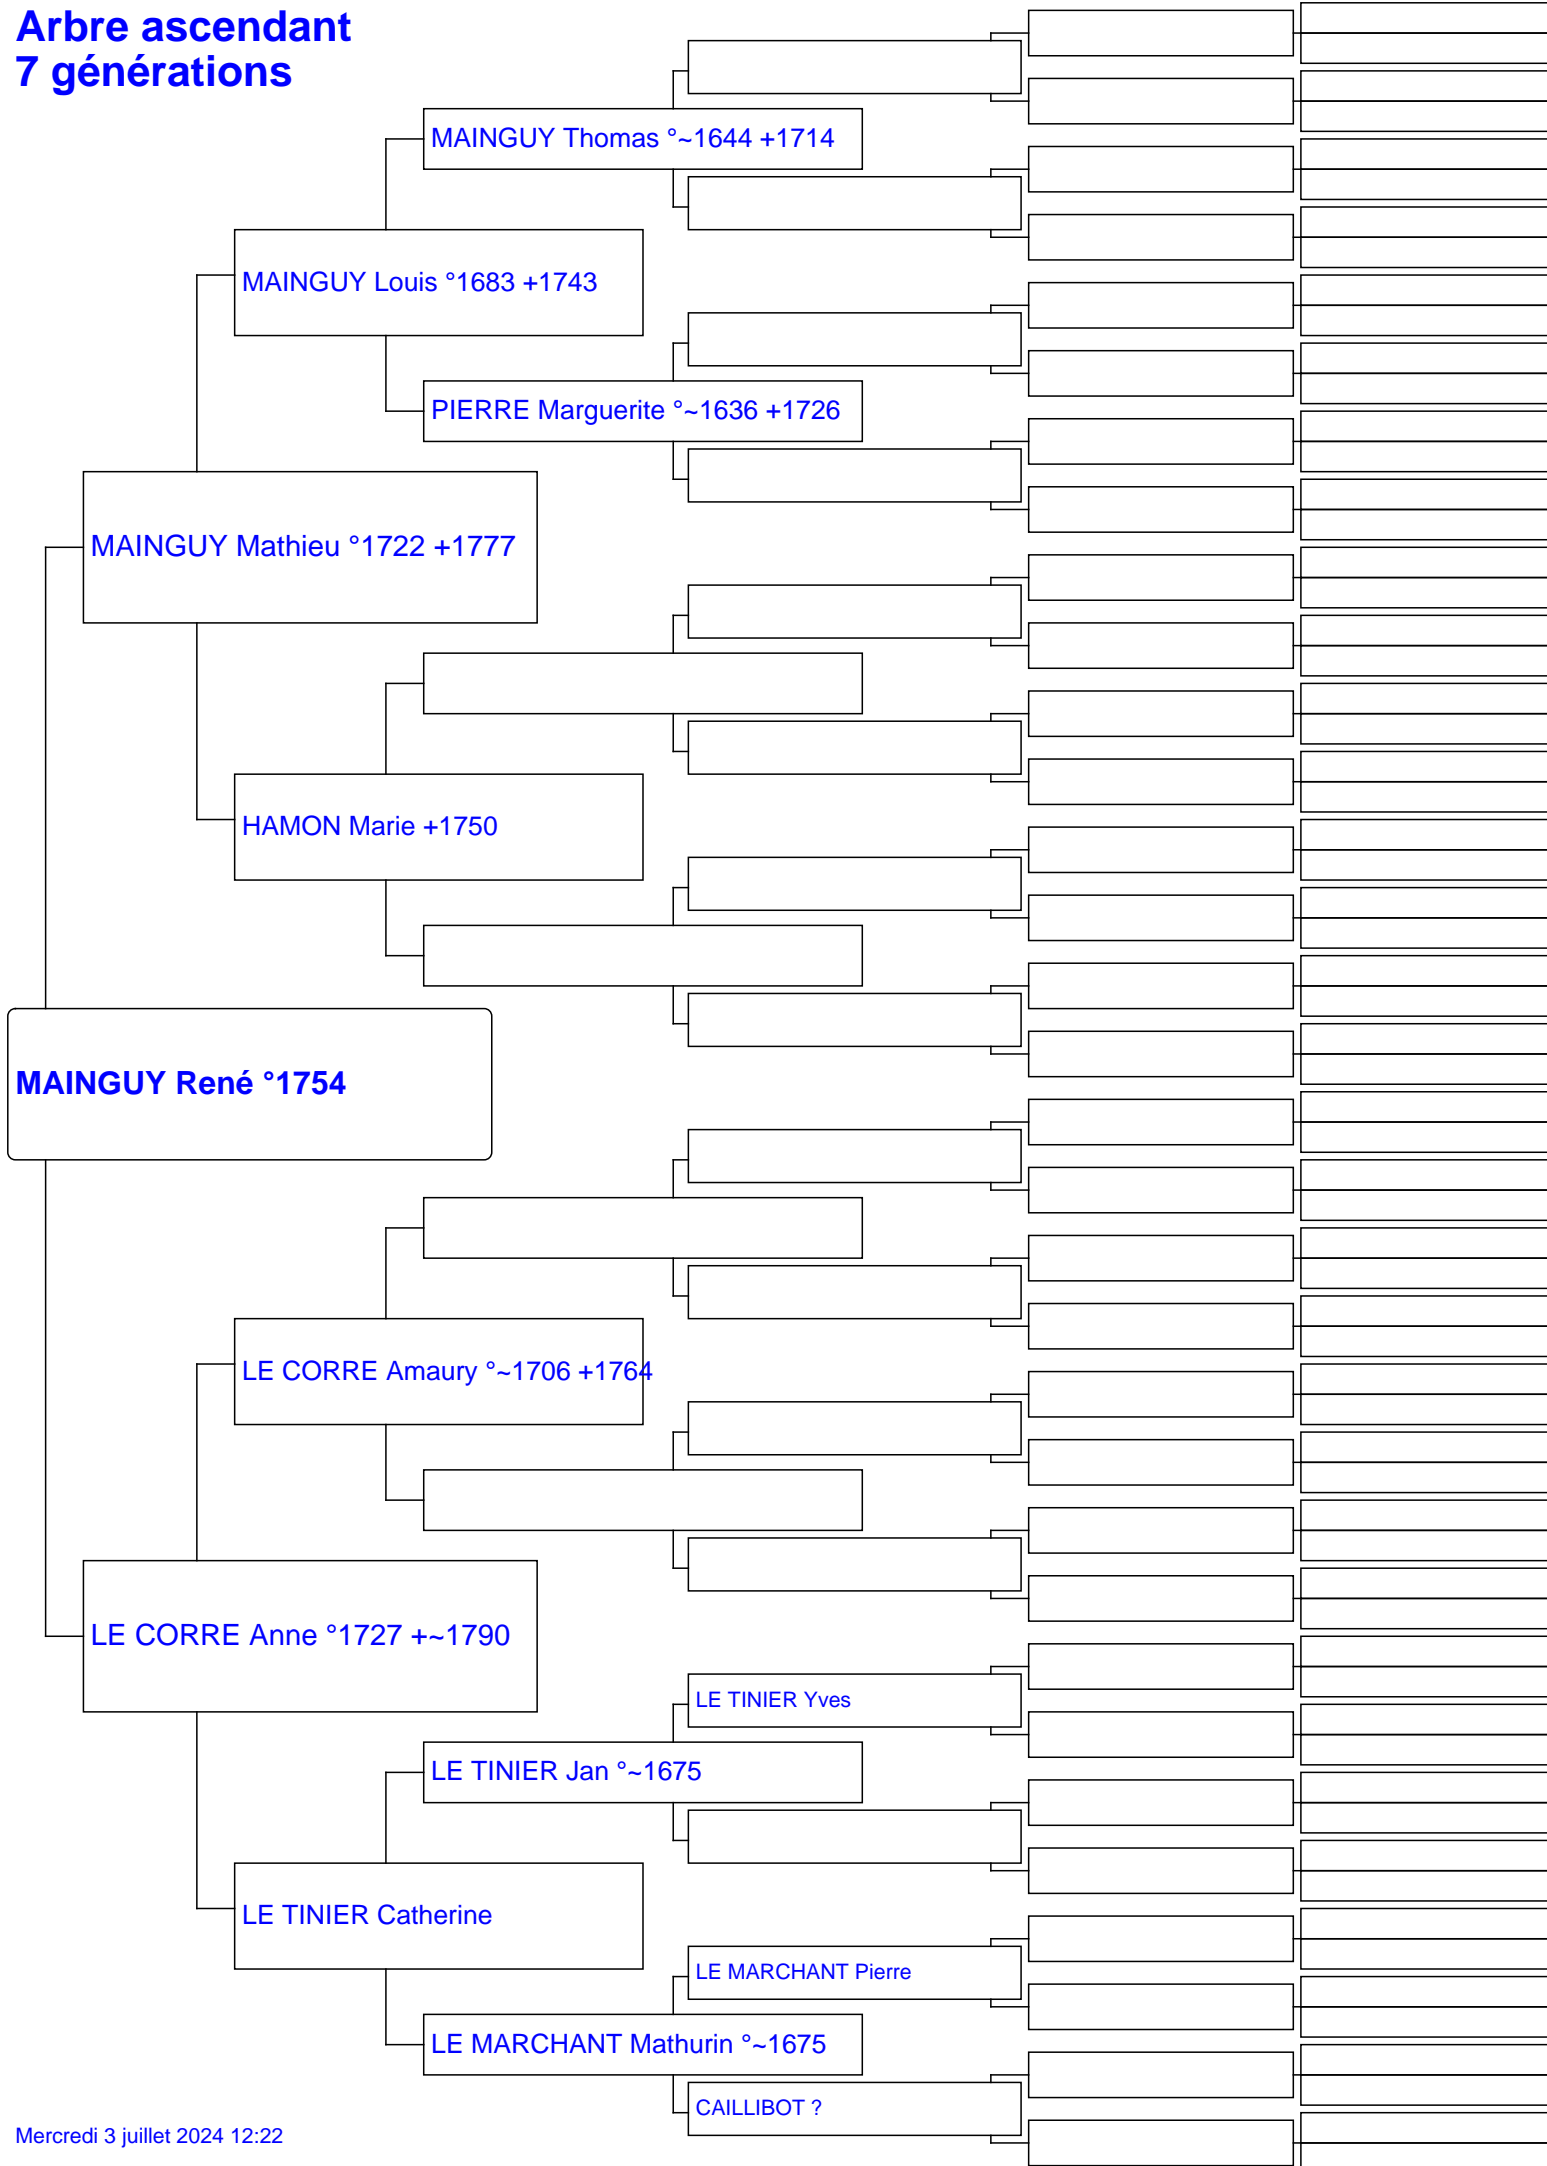 Arbre ascendant
7 générations
MAINGUY Thomas °~1644 +1714
MAINGUY Louis °1683 +1743
PIERRE Marguerite °~1636 +1726
MAINGUY Mathieu °1722 +1777
HAMON Marie +1750
MAINGUY René °1754
LE CORRE Amaury °~1706 +1764
LE CORRE Anne °1727 +~1790
LE TINIER Yves
LE TINIER Jan °~1675
LE TINIER Catherine
LE MARCHANT Pierre
LE MARCHANT Mathurin °~1675
CAILLIBOT ?
Mercredi 3 juillet 2024 12:22